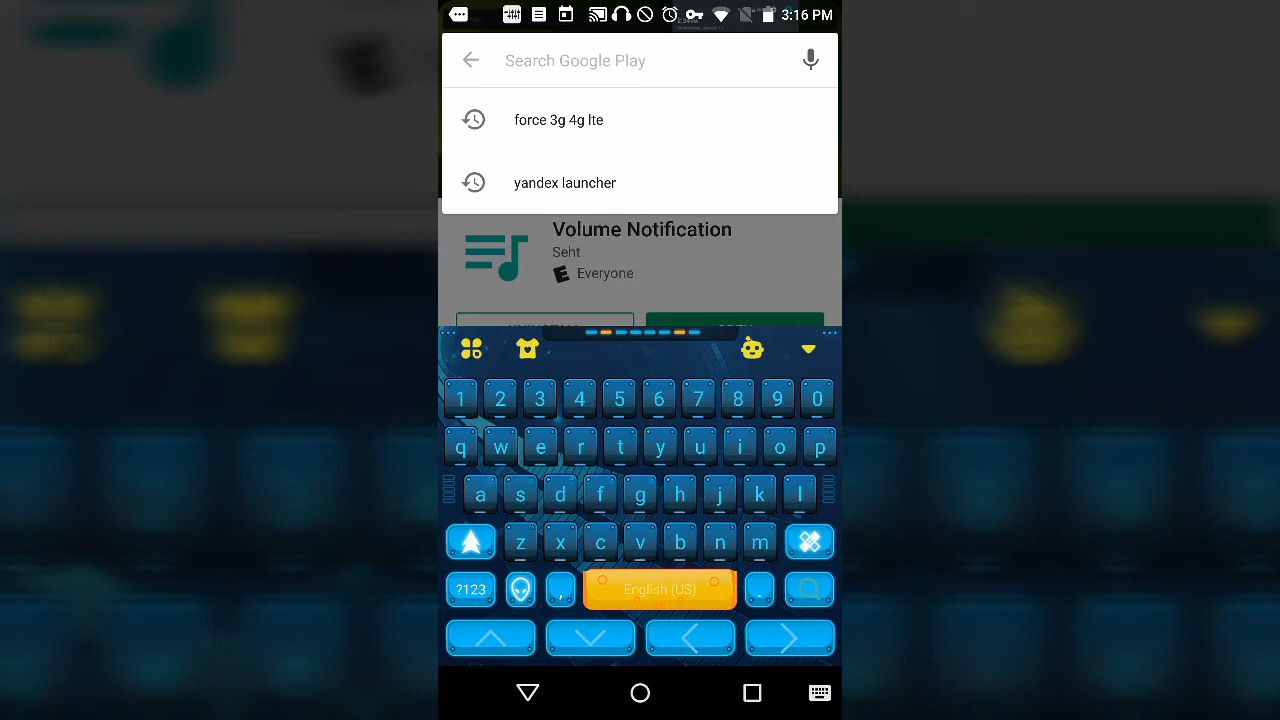 3:16 PM
Search Google Play
force 3g 4g lte
yandex launcher
Volume Notification
Seht
E Everyone
1 2 3 4 5 6 7 8 9 0
q w e r t y u i o p
a s d f g h j k l
z x c v b n m
?123 , English (US) .